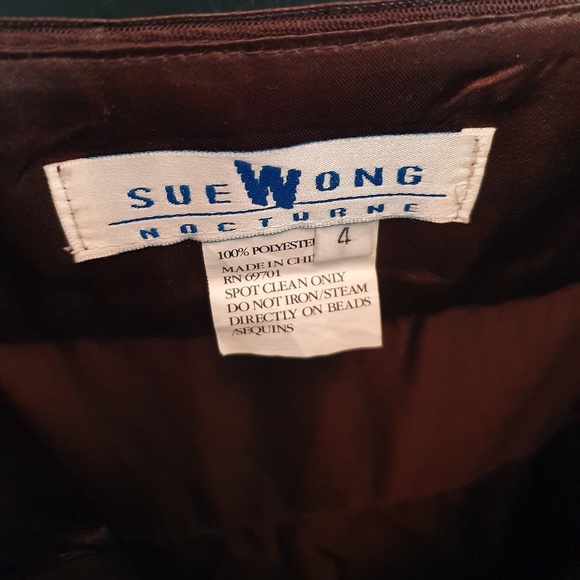 SUE WONG
NOCTURNE
4
100% POLYESTE
MADE IN CHI
RN 69701
SPOT CLEAN ONLY
DO NOT IRON/STEAM
DIRECTLY ON BEADS
/SEQUINS